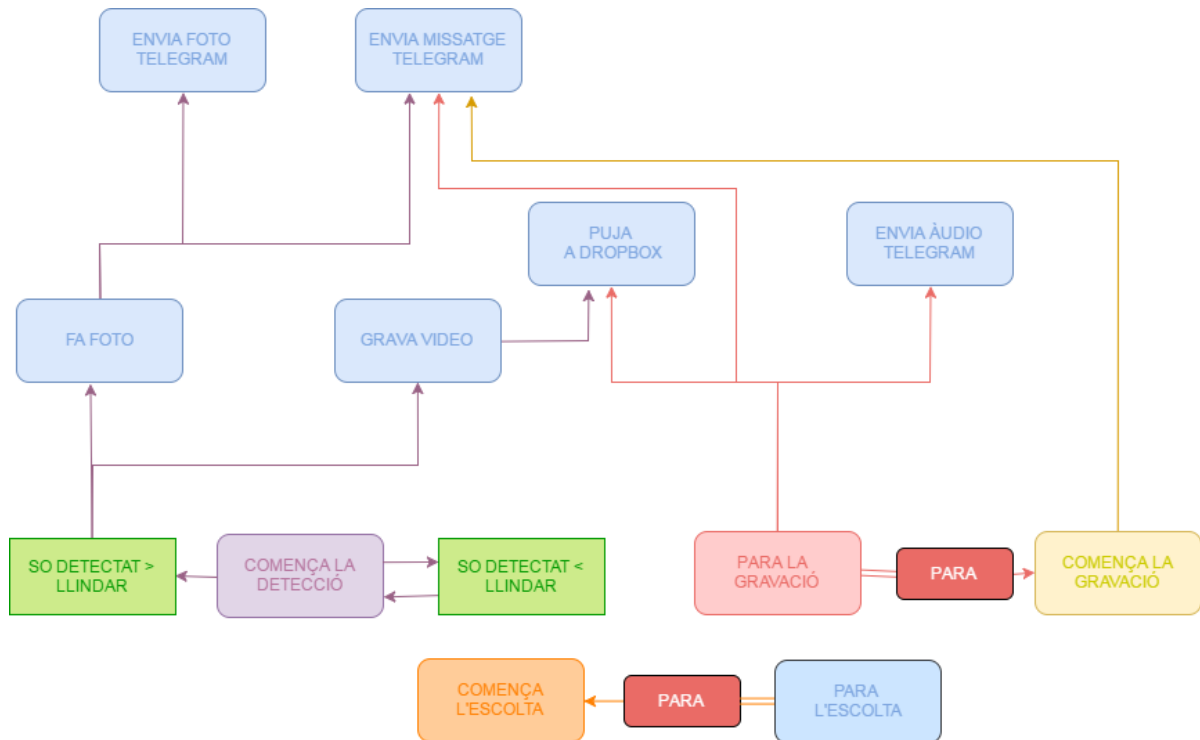 ENVIA FOTO
TELEGRAM
ENVIA MISSATGE
TELEGRAM
PUJA
A DROPBOX
ENVIA ÀUDIO
TELEGRAM
FA FOTO
GRAVA VIDEO
SO DETECTAT >
LLINDAR
COMENÇA LA
DETECCIÓ
SO DETECTAT <
LLINDAR
PARA LA
GRAVACIÓ
PARA
COMENÇA LA
GRAVACIÓ
COMENÇA
L'ESCOLTA
PARA
PARA
L'ESCOLTA